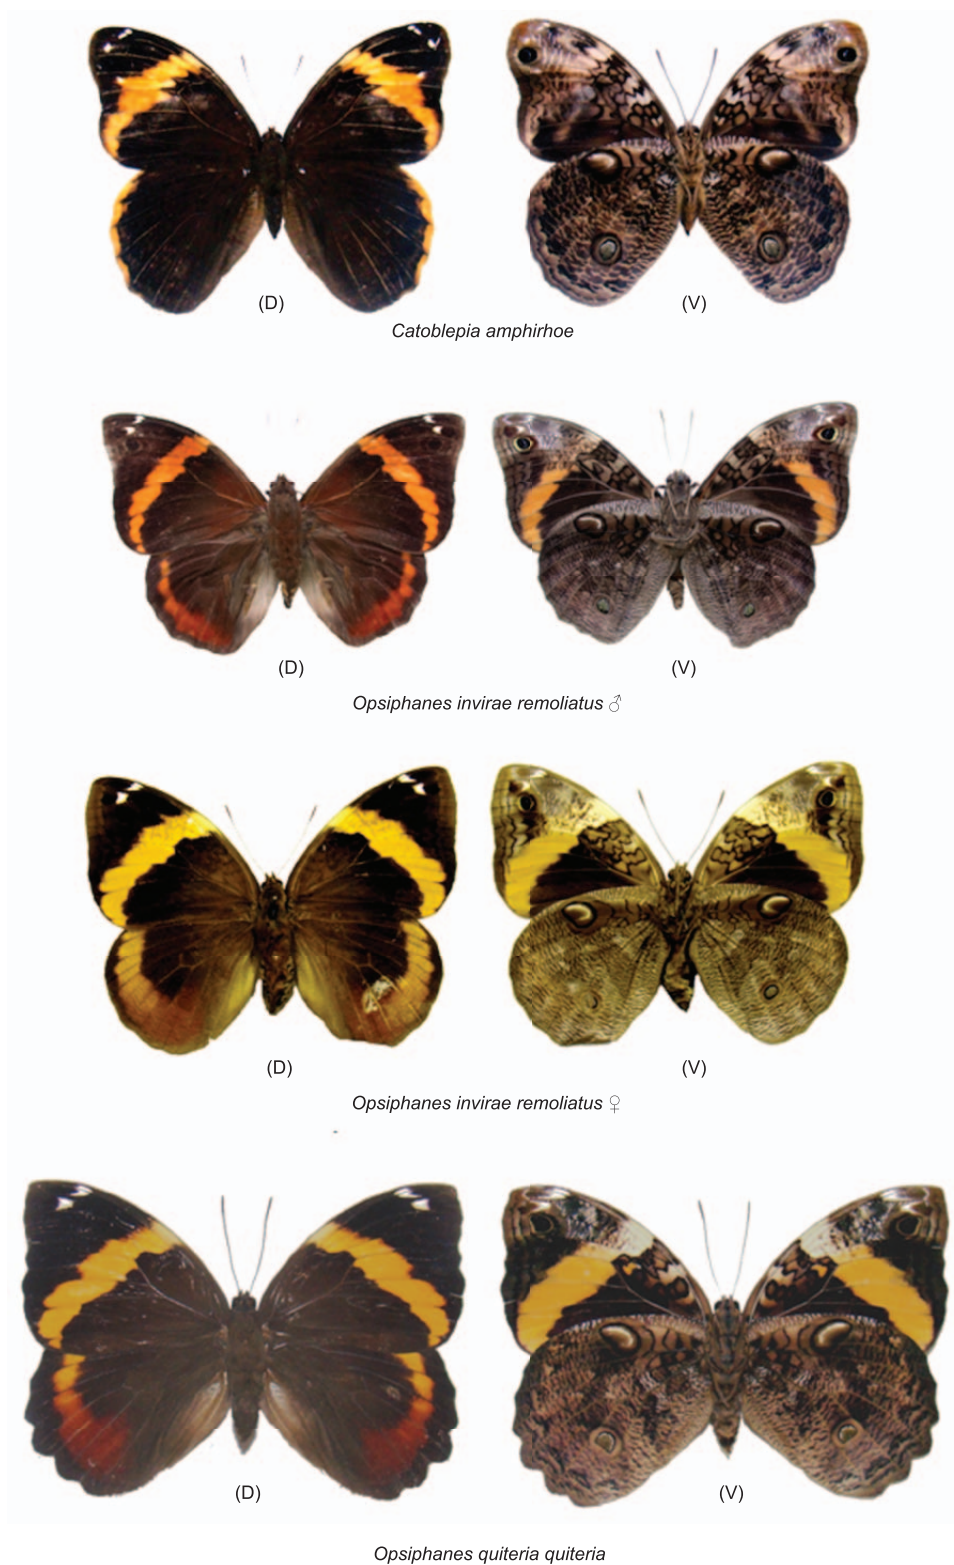 (D) (V)
Catoblepia amphirhoe
(D) (V)
Opsiphanes invirae remoliatus ♂
(D) (V)
Opsiphanes invirae remoliatus ♀
(D) (V)
Opsiphanes quiteria quiteria